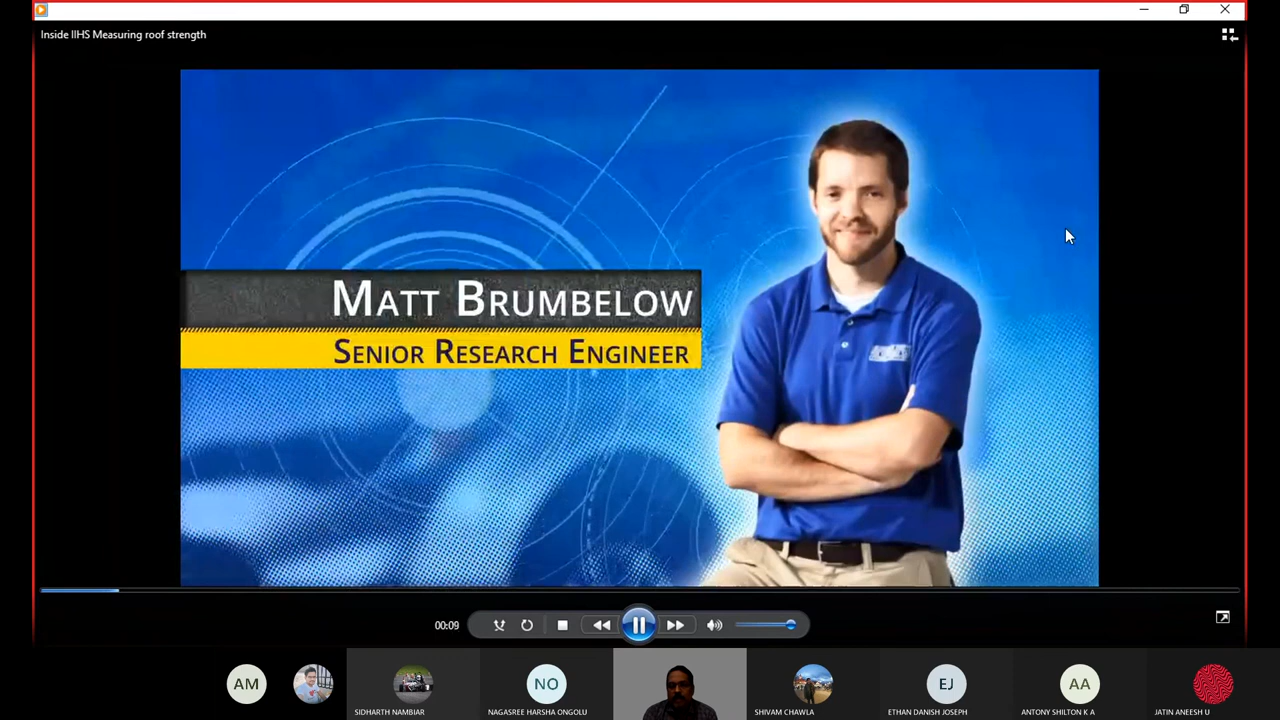 Inside IIHS Measuring roof strength
MATT BRUMBELOW
SENIOR RESEARCH ENGINEER
00:09
AM
NO
EJ
AA
SIDHARTH NAMBIAR
NAGASREE HARSHA ONGOLU
SHIVAM CHAWLA
ETHAN DANISH JOSEPH
ANTONY SHILTON K A
JATIN ANEESH U